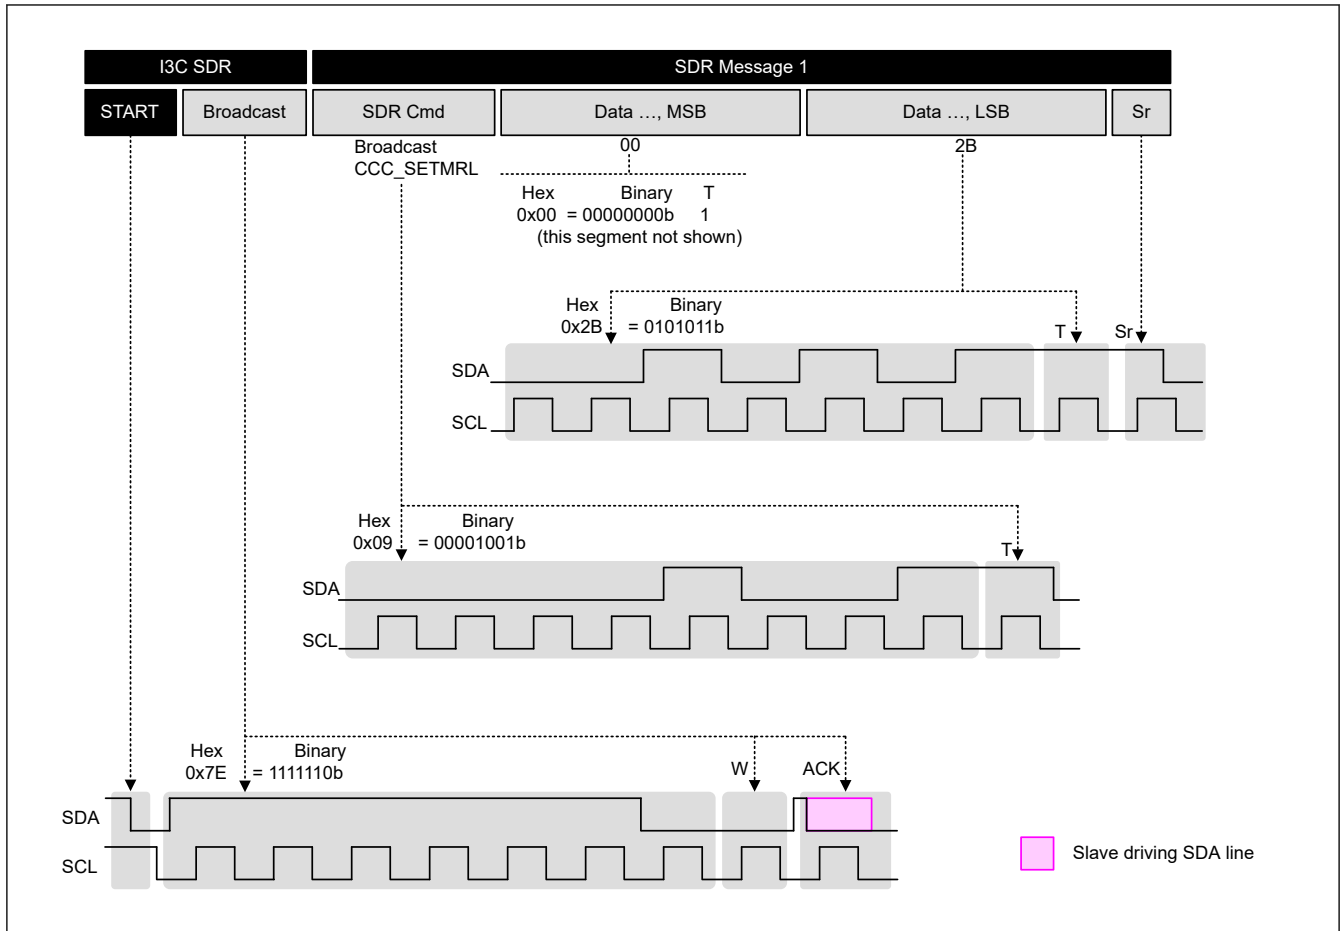 I3C SDR SDR Message 1
START Broadcast SDR Cmd Data …, MSB Data …, LSB Sr
Broadcast
CCC_SETMRL
00 2B
Hex Binary T
0x00 = 00000000b 1
(this segment not shown)
Hex Binary
0x2B = 0101011b
T Sr
SDA
SCL
Hex Binary
0x09 = 00001001b
T
SDA
SCL
Hex Binary
0x7E = 1111110b
W ACK
SDA
SCL
Slave driving SDA line